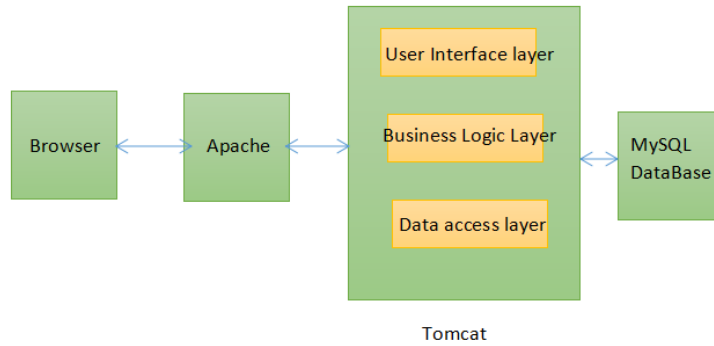 User Interface layer
Browser
Apache
Business Logic Layer
MySQL
DataBase
Data access layer
Tomcat